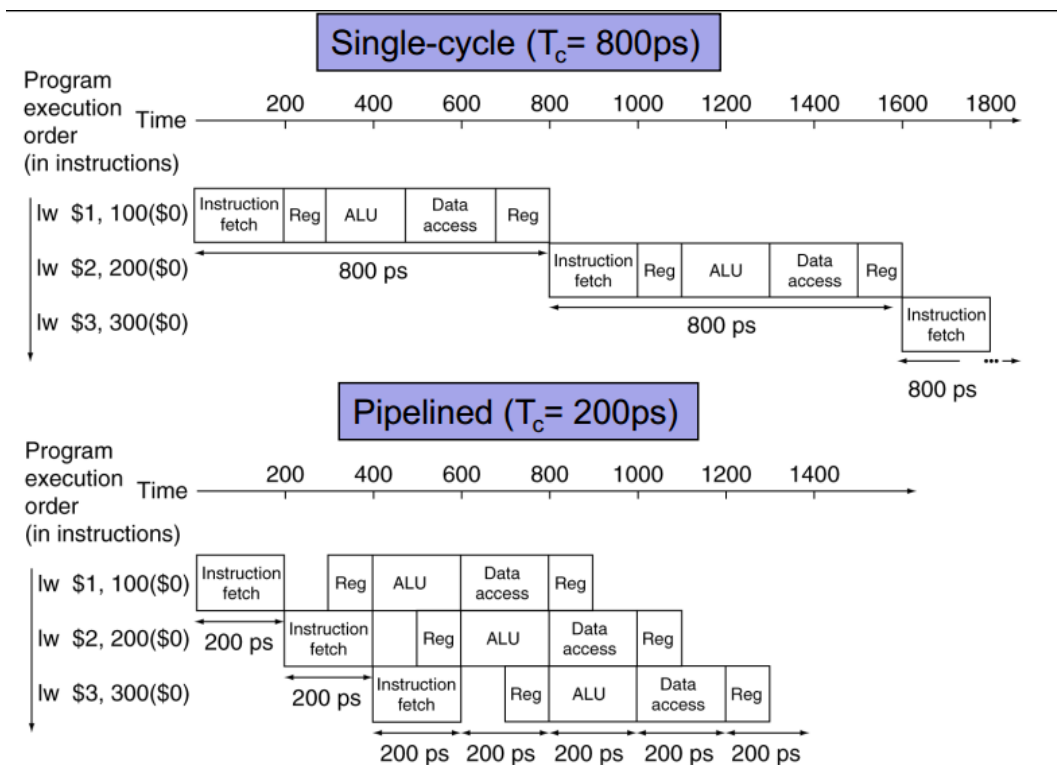 Single-cycle (Tc= 800ps)
Program
execution
order
(in instructions)
Time
200 400 600 800 1000 1200 1400 1600 1800
lw $1, 100($0)
Instruction
fetch
Reg
ALU
Data
access
Reg
800 ps
lw $2, 200($0)
Instruction
fetch
Reg
ALU
Data
access
Reg
800 ps
lw $3, 300($0)
Instruction
fetch
...
800 ps
Pipelined (Tc= 200ps)
Program
execution
order
(in instructions)
Time
200 400 600 800 1000 1200 1400
lw $1, 100($0)
Instruction
fetch
Reg
ALU
Data
access
Reg
200 ps
lw $2, 200($0)
Instruction
fetch
Reg
ALU
Data
access
Reg
200 ps
lw $3, 300($0)
Instruction
fetch
Reg
ALU
Data
access
Reg
200 ps 200 ps 200 ps 200 ps 200 ps